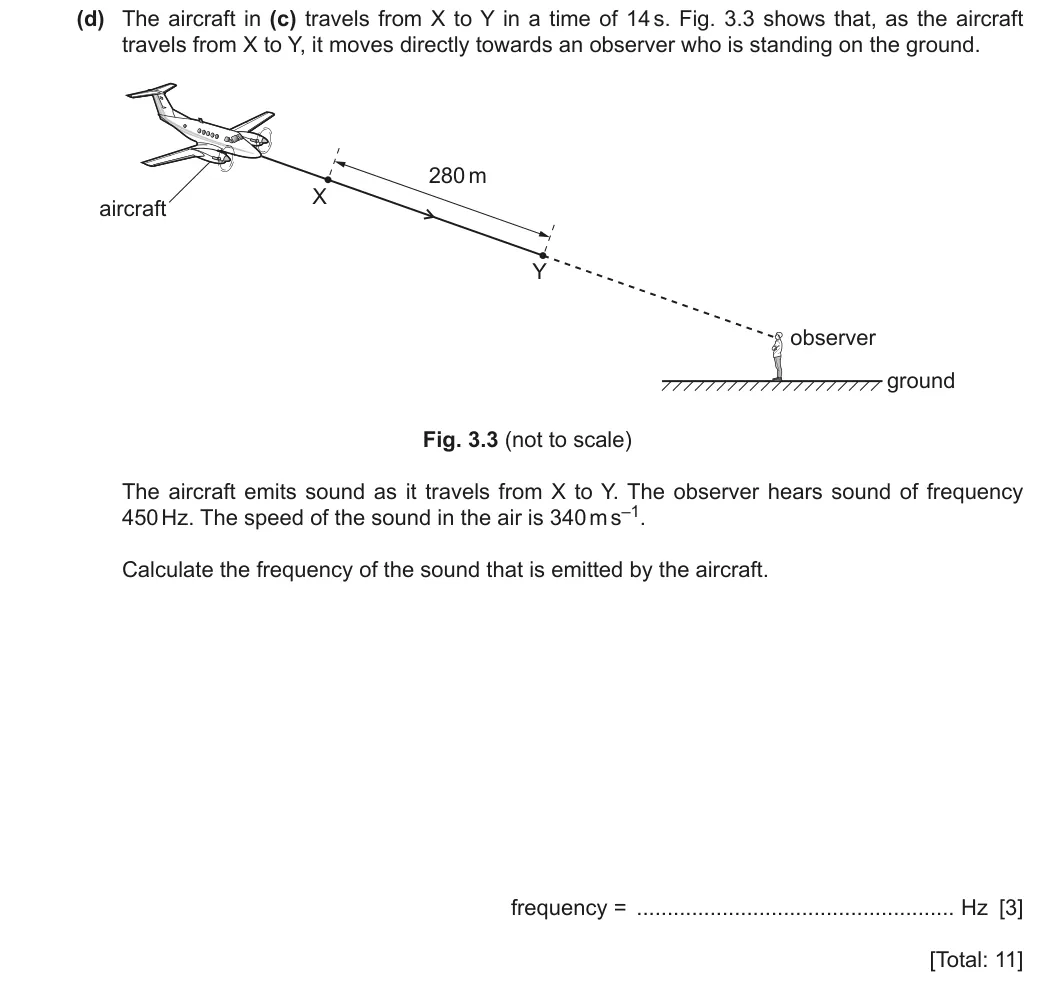 (d) The aircraft in (c) travels from X to Y in a time of 14 s. Fig. 3.3 shows that, as the aircraft
travels from X to Y, it moves directly towards an observer who is standing on the ground.
280 m
X
aircraft
Y
observer
ground
Fig. 3.3 (not to scale)
The aircraft emits sound as it travels from X to Y. The observer hears sound of frequency
450 Hz. The speed of the sound in the air is 340 m s⁻¹.
Calculate the frequency of the sound that is emitted by the aircraft.
frequency = .................................................... Hz [3]
[Total: 11]